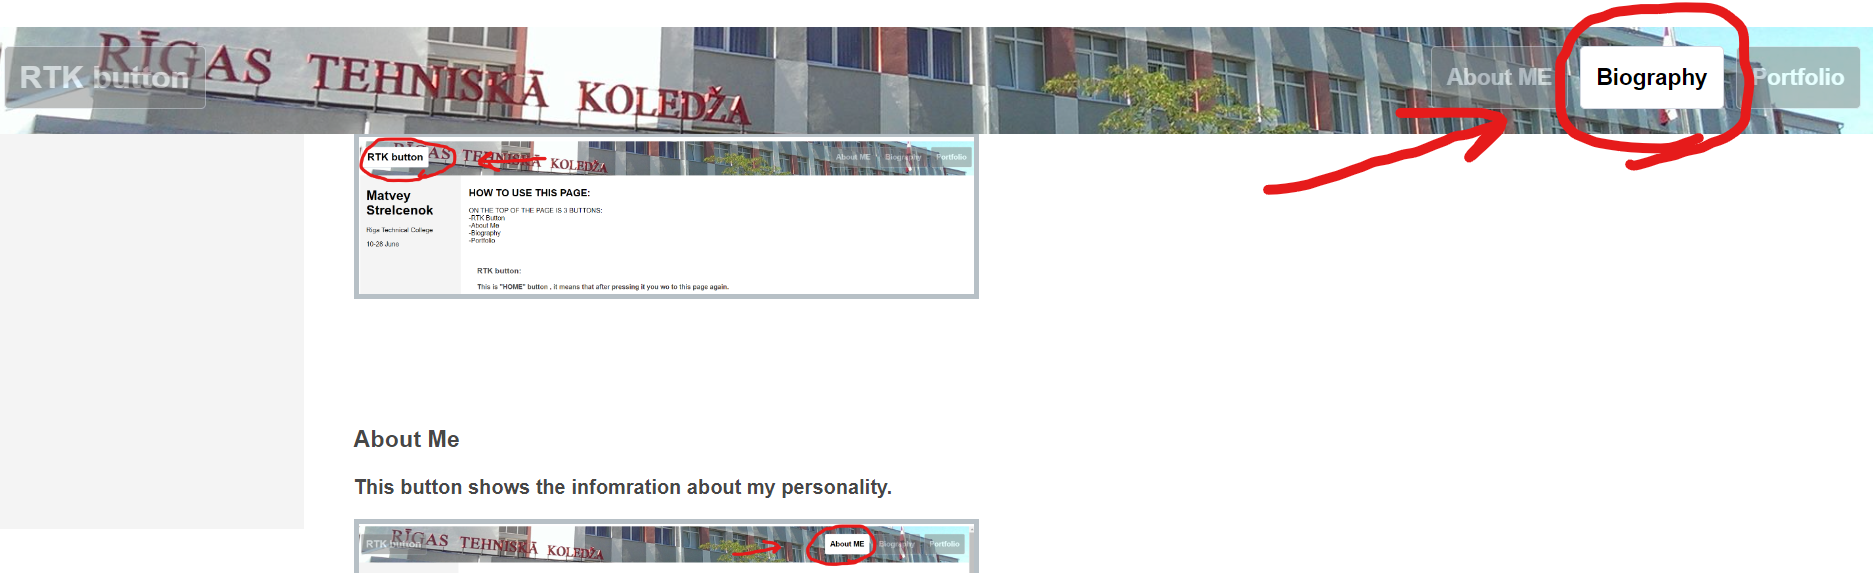 RĪGAS TEHNISKĀ KOLEDŽA
RTK button
About ME
Biography
Portfolio
RĪGAS TEHNISKĀ KOLEDŽA
RTK button
About ME
Biography
Portfolio
Matvey
Strelcenok
Riga Technical College
10-28 Juns
HOW TO USE THIS PAGE:
ON THE TOP OF THE PAGE IS 3 BUTTONS:
-RTK Button
-About Me
-Biography
-Portfolio
RTK button:
This is "HOME" button , it means that after pressing it you wo to this page again.
About Me
This button shows the infomration about my personality.
RĪGAS TEHNISKĀ KOLEDŽA
RTK button
About ME
Biography
Portfolio